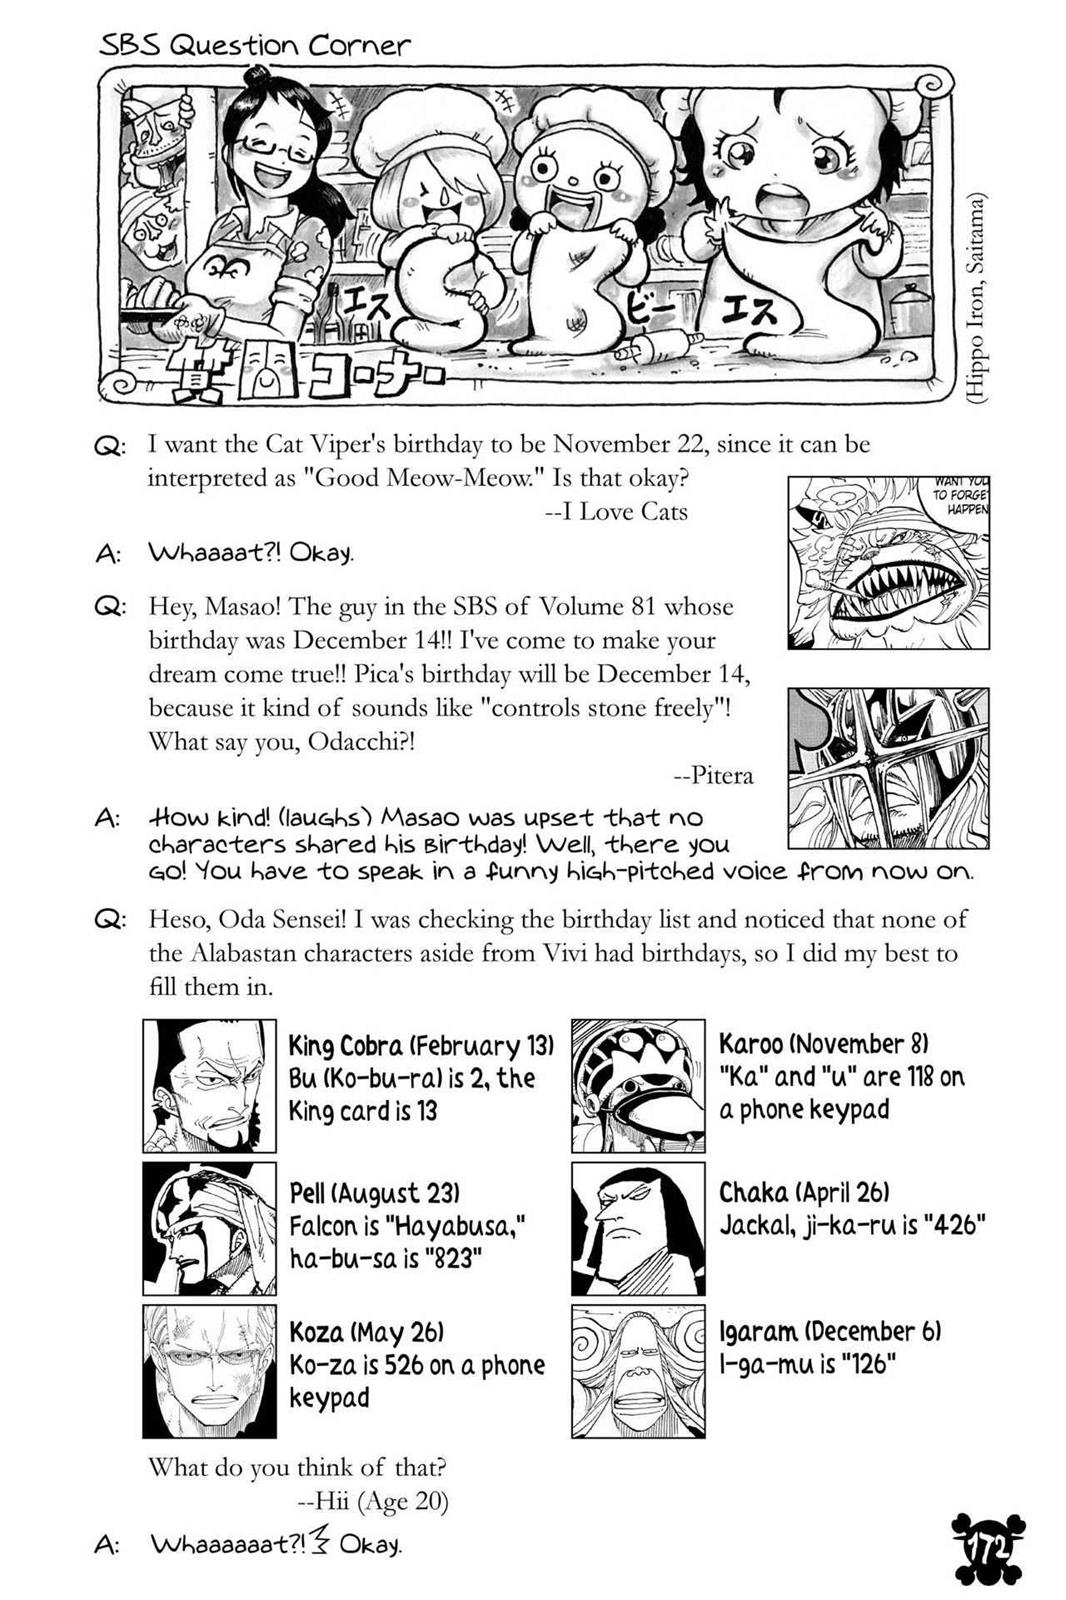 SBS Question Corner
エス
ビー
エス
質問コーナー
(Hippo Iron, Saitama)
Q: I want the Cat Viper's birthday to be November 22, since it can be
interpreted as "Good Meow-Meow." Is that okay?
--I Love Cats
WANT YOU
TO FORGET
HAPPEN
A: Whaaaat?! Okay.
Q: Hey, Masao! The guy in the SBS of Volume 81 whose
birthday was December 14!! I've come to make your
dream come true!! Pica's birthday will be December 14,
because it kind of sounds like "controls stone freely"!
What say you, Odacchi?!
--Pitera
A: How kind! (laughs) Masao was upset that no
characters shared his birthday! Well, there you
go! You have to speak in a funny high-pitched voice from now on.
Q: Heso, Oda Sensei! I was checking the birthday list and noticed that none of
the Alabastan characters aside from Vivi had birthdays, so I did my best to
fill them in.
King Cobra (February 13)
Bu (Ko-bu-ra) is 2, the
King card is 13
Karoo (November 8)
"Ka" and "u" are 118 on
a phone keypad
Pell (August 23)
Falcon is "Hayabusa,"
ha-bu-sa is "823"
Chaka (April 26)
Jackal, ji-ka-ru is "426"
Koza (May 26)
Ko-za is 526 on a phone
keypad
Igaram (December 6)
I-ga-mu is "126"
What do you think of that?
--Hii (Age 20)
A: Whaaaaaat?! Okay.
172